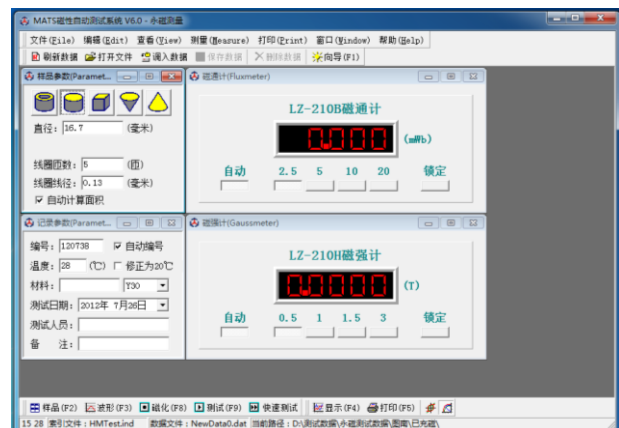 MATS磁性自动测试系统 V6.0 - 永磁测量
文件(File) 编辑(Edit) 查看(View) 测量(Measure) 打印(Print) 窗口(Window) 帮助(Help)
刷新数据 打开文件 调入数据 保存数据 删除数据 向导(F1)
样品参数(Paramet...
直径: 16.7 (毫米)
线圈匝数: 5 (匝)
线圈线径: 0.13 (毫米)
自动计算面积
磁通计(Fluxmeter)
LZ-210B磁通计
0.000 (mWb)
自动 2.5 5 10 20 锁定
记录参数(Paramet...
编号: 120738 自动编号
温度: 28 (℃) 修正为20℃
材料: Y30
测试日期: 2012年 7月26日
测试人员:
备 注:
磁强计(Gaussmeter)
LZ-210H磁强计
0.0000 (T)
自动 0.5 1 1.5 3 锁定
样品(F2) 波形(F3) 磁化(F8) 测试(F9) 快速测试 显示(F4) 打印(F5)
15 28 索引文件: HMTest.ind 数据文件: NewData0.dat 当前路径: D:\测试数据\永磁测试数据\图南\已充磁\